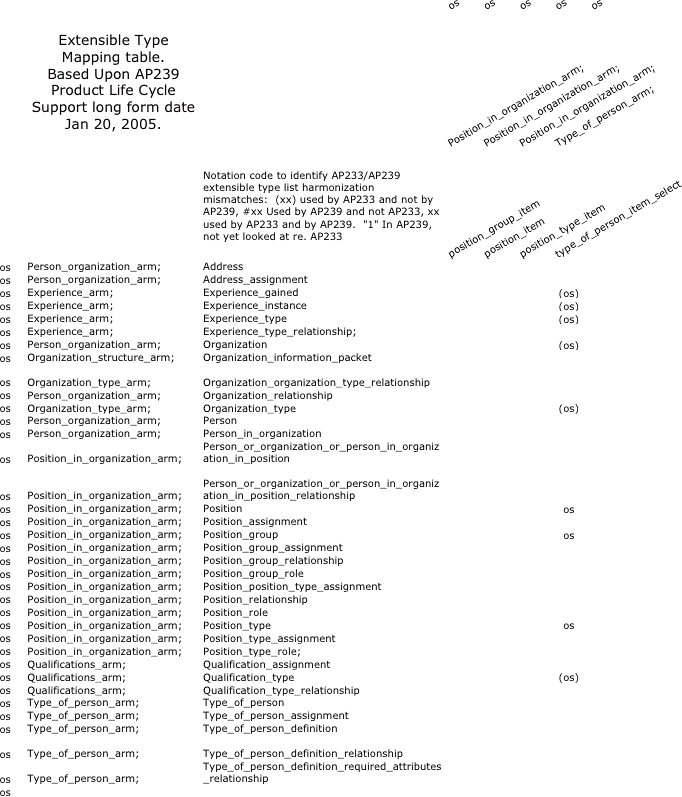 os os os os os
Extensible Type
Mapping table.
Based Upon AP239
Product Life Cycle
Support long form date
Jan 20, 2005.
Position_in_organization_arm;
Position_in_organization_arm;
Position_in_organization_arm;
Type_of_person_arm;
Notation code to identify AP233/AP239
extensible type list harmonization
mismatches:  (xx) used by AP233 and not by
AP239, #xx Used by AP239 and not AP233, xx
used by AP233 and by AP239.  "1" In AP239,
not yet looked at re. AP233
position_group_item
position_item
position_type_item
type_of_person_item_select
os Person_organization_arm; Address
os Person_organization_arm; Address_assignment
os Experience_arm; Experience_gained (os)
os Experience_arm; Experience_instance (os)
os Experience_arm; Experience_type (os)
os Experience_arm; Experience_type_relationship;
os Person_organization_arm; Organization (os)
os Organization_structure_arm; Organization_information_packet
os Organization_type_arm; Organization_organization_type_relationship
os Person_organization_arm; Organization_relationship
os Organization_type_arm; Organization_type (os)
os Person_organization_arm; Person
os Person_organization_arm; Person_in_organization
Person_or_organization_or_person_in_organiz
os Position_in_organization_arm; ation_in_position
Person_or_organization_or_person_in_organiz
os Position_in_organization_arm; ation_in_position_relationship
os Position_in_organization_arm; Position os
os Position_in_organization_arm; Position_assignment
os Position_in_organization_arm; Position_group os
os Position_in_organization_arm; Position_group_assignment
os Position_in_organization_arm; Position_group_relationship
os Position_in_organization_arm; Position_group_role
os Position_in_organization_arm; Position_position_type_assignment
os Position_in_organization_arm; Position_relationship
os Position_in_organization_arm; Position_role
os Position_in_organization_arm; Position_type os
os Position_in_organization_arm; Position_type_assignment
os Position_in_organization_arm; Position_type_role;
os Qualifications_arm; Qualification_assignment
os Qualifications_arm; Qualification_type (os)
os Qualifications_arm; Qualification_type_relationship
os Type_of_person_arm; Type_of_person
os Type_of_person_arm; Type_of_person_assignment
os Type_of_person_arm; Type_of_person_definition
os Type_of_person_arm; Type_of_person_definition_relationship
Type_of_person_definition_required_attributes
os Type_of_person_arm; _relationship
os